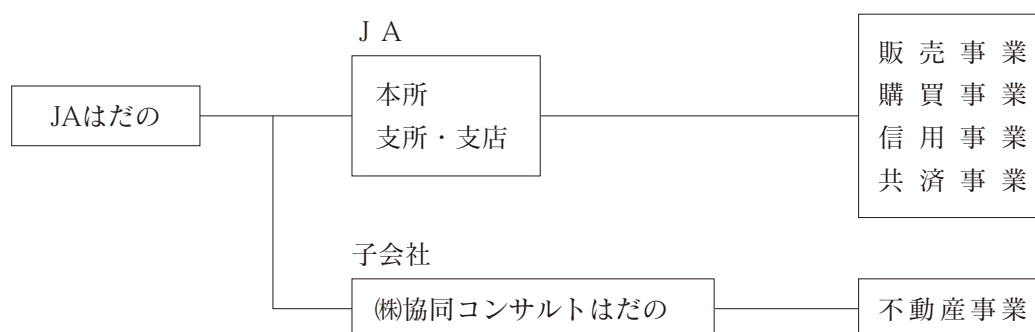 JA
JAはだの
本所
支所・支店
販売事業
購買事業
信用事業
共済事業
子会社
㈱協同コンサルトはだの
不動産事業